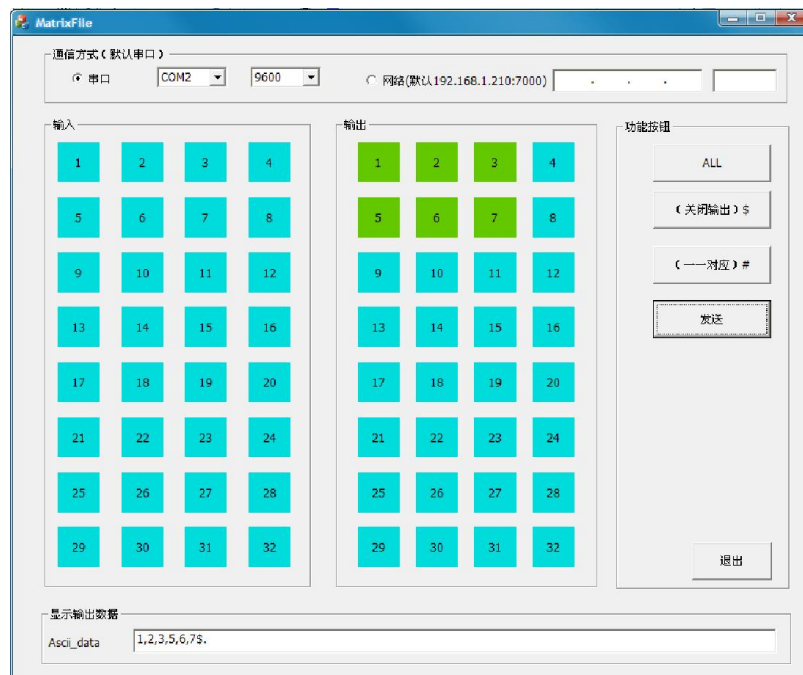 MatrixFile
通信方式(默认串口)
串口 COM2 9600 网络(默认192.168.1.210:7000) . . .
输入
1 2 3 4
5 6 7 8
9 10 11 12
13 14 15 16
17 18 19 20
21 22 23 24
25 26 27 28
29 30 31 32
输出
1 2 3 4
5 6 7 8
9 10 11 12
13 14 15 16
17 18 19 20
21 22 23 24
25 26 27 28
29 30 31 32
功能按钮
ALL
(关闭输出)$
(一一对应)#
发送
退出
显示输出数据
Ascii_data 1,2,3,5,6,7$.